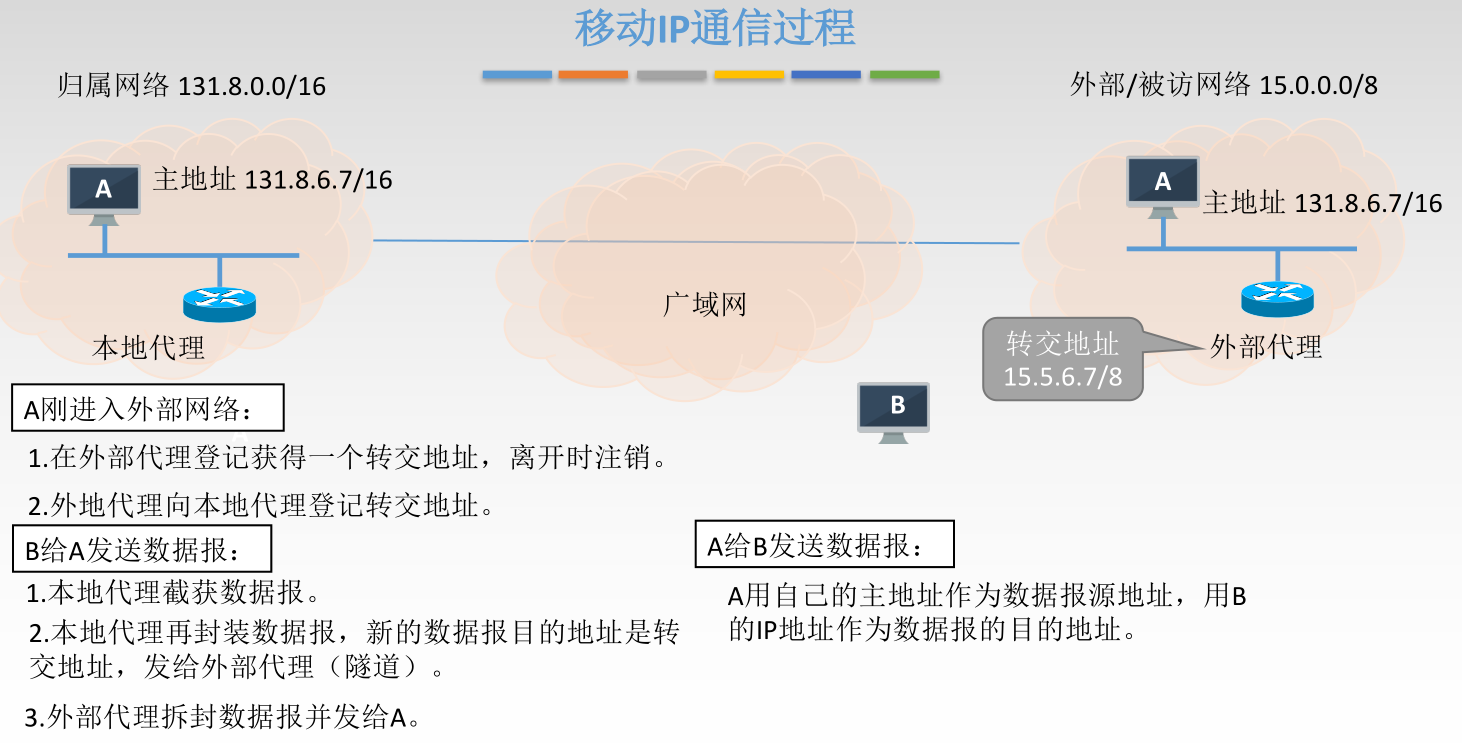 移动IP通信过程
归属网络 131.8.0.0/16
外部/被访网络 15.0.0.0/8
A
主地址 131.8.6.7/16
A
主地址 131.8.6.7/16
广域网
本地代理
转交地址
15.5.6.7/8
外部代理
B
A刚进入外部网络：
A
1.在外部代理登记获得一个转交地址，离开时注销。
2.外地代理向本地代理登记转交地址。
B给A发送数据报：
1.本地代理截获数据报。
2.本地代理再封装数据报，新的数据报目的地址是转
交地址，发给外部代理（隧道）。
3.外部代理拆封数据报并发给A。
A给B发送数据报：
A用自己的主地址作为数据报源地址，用B
的IP地址作为数据报的目的地址。